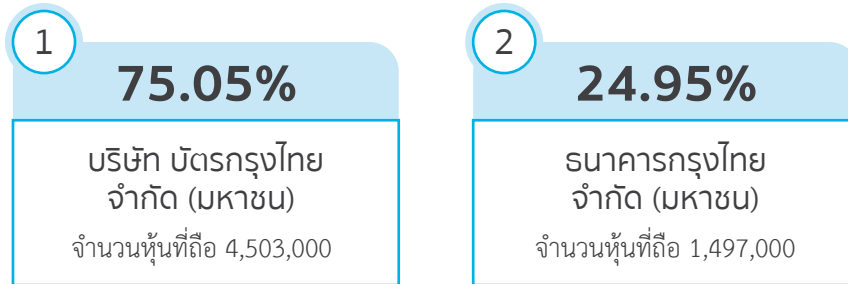 1
75.05%
บริษัท บัตรกรุงไทย
จำกัด (มหาชน)
จำนวนหุ้นที่ถือ 4,503,000
2
24.95%
ธนาคารกรุงไทย
จำกัด (มหาชน)
จำนวนหุ้นที่ถือ 1,497,000